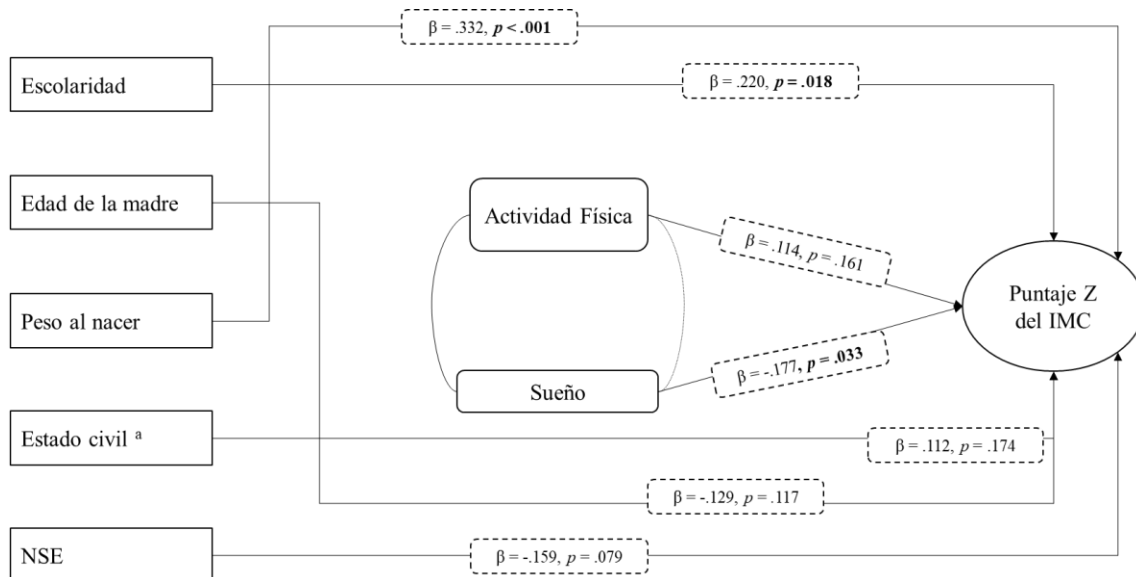 β = .332, p < .001
Escolaridad
β = .220, p = .018
Edad de la madre
Actividad Física
β = .114, p = .161
Peso al nacer
Puntaje Z
del IMC
Sueño
β = -.177, p = .033
Estado civil ª
β = .112, p = .174
β = -.129, p = .117
NSE
β = -.159, p = .079